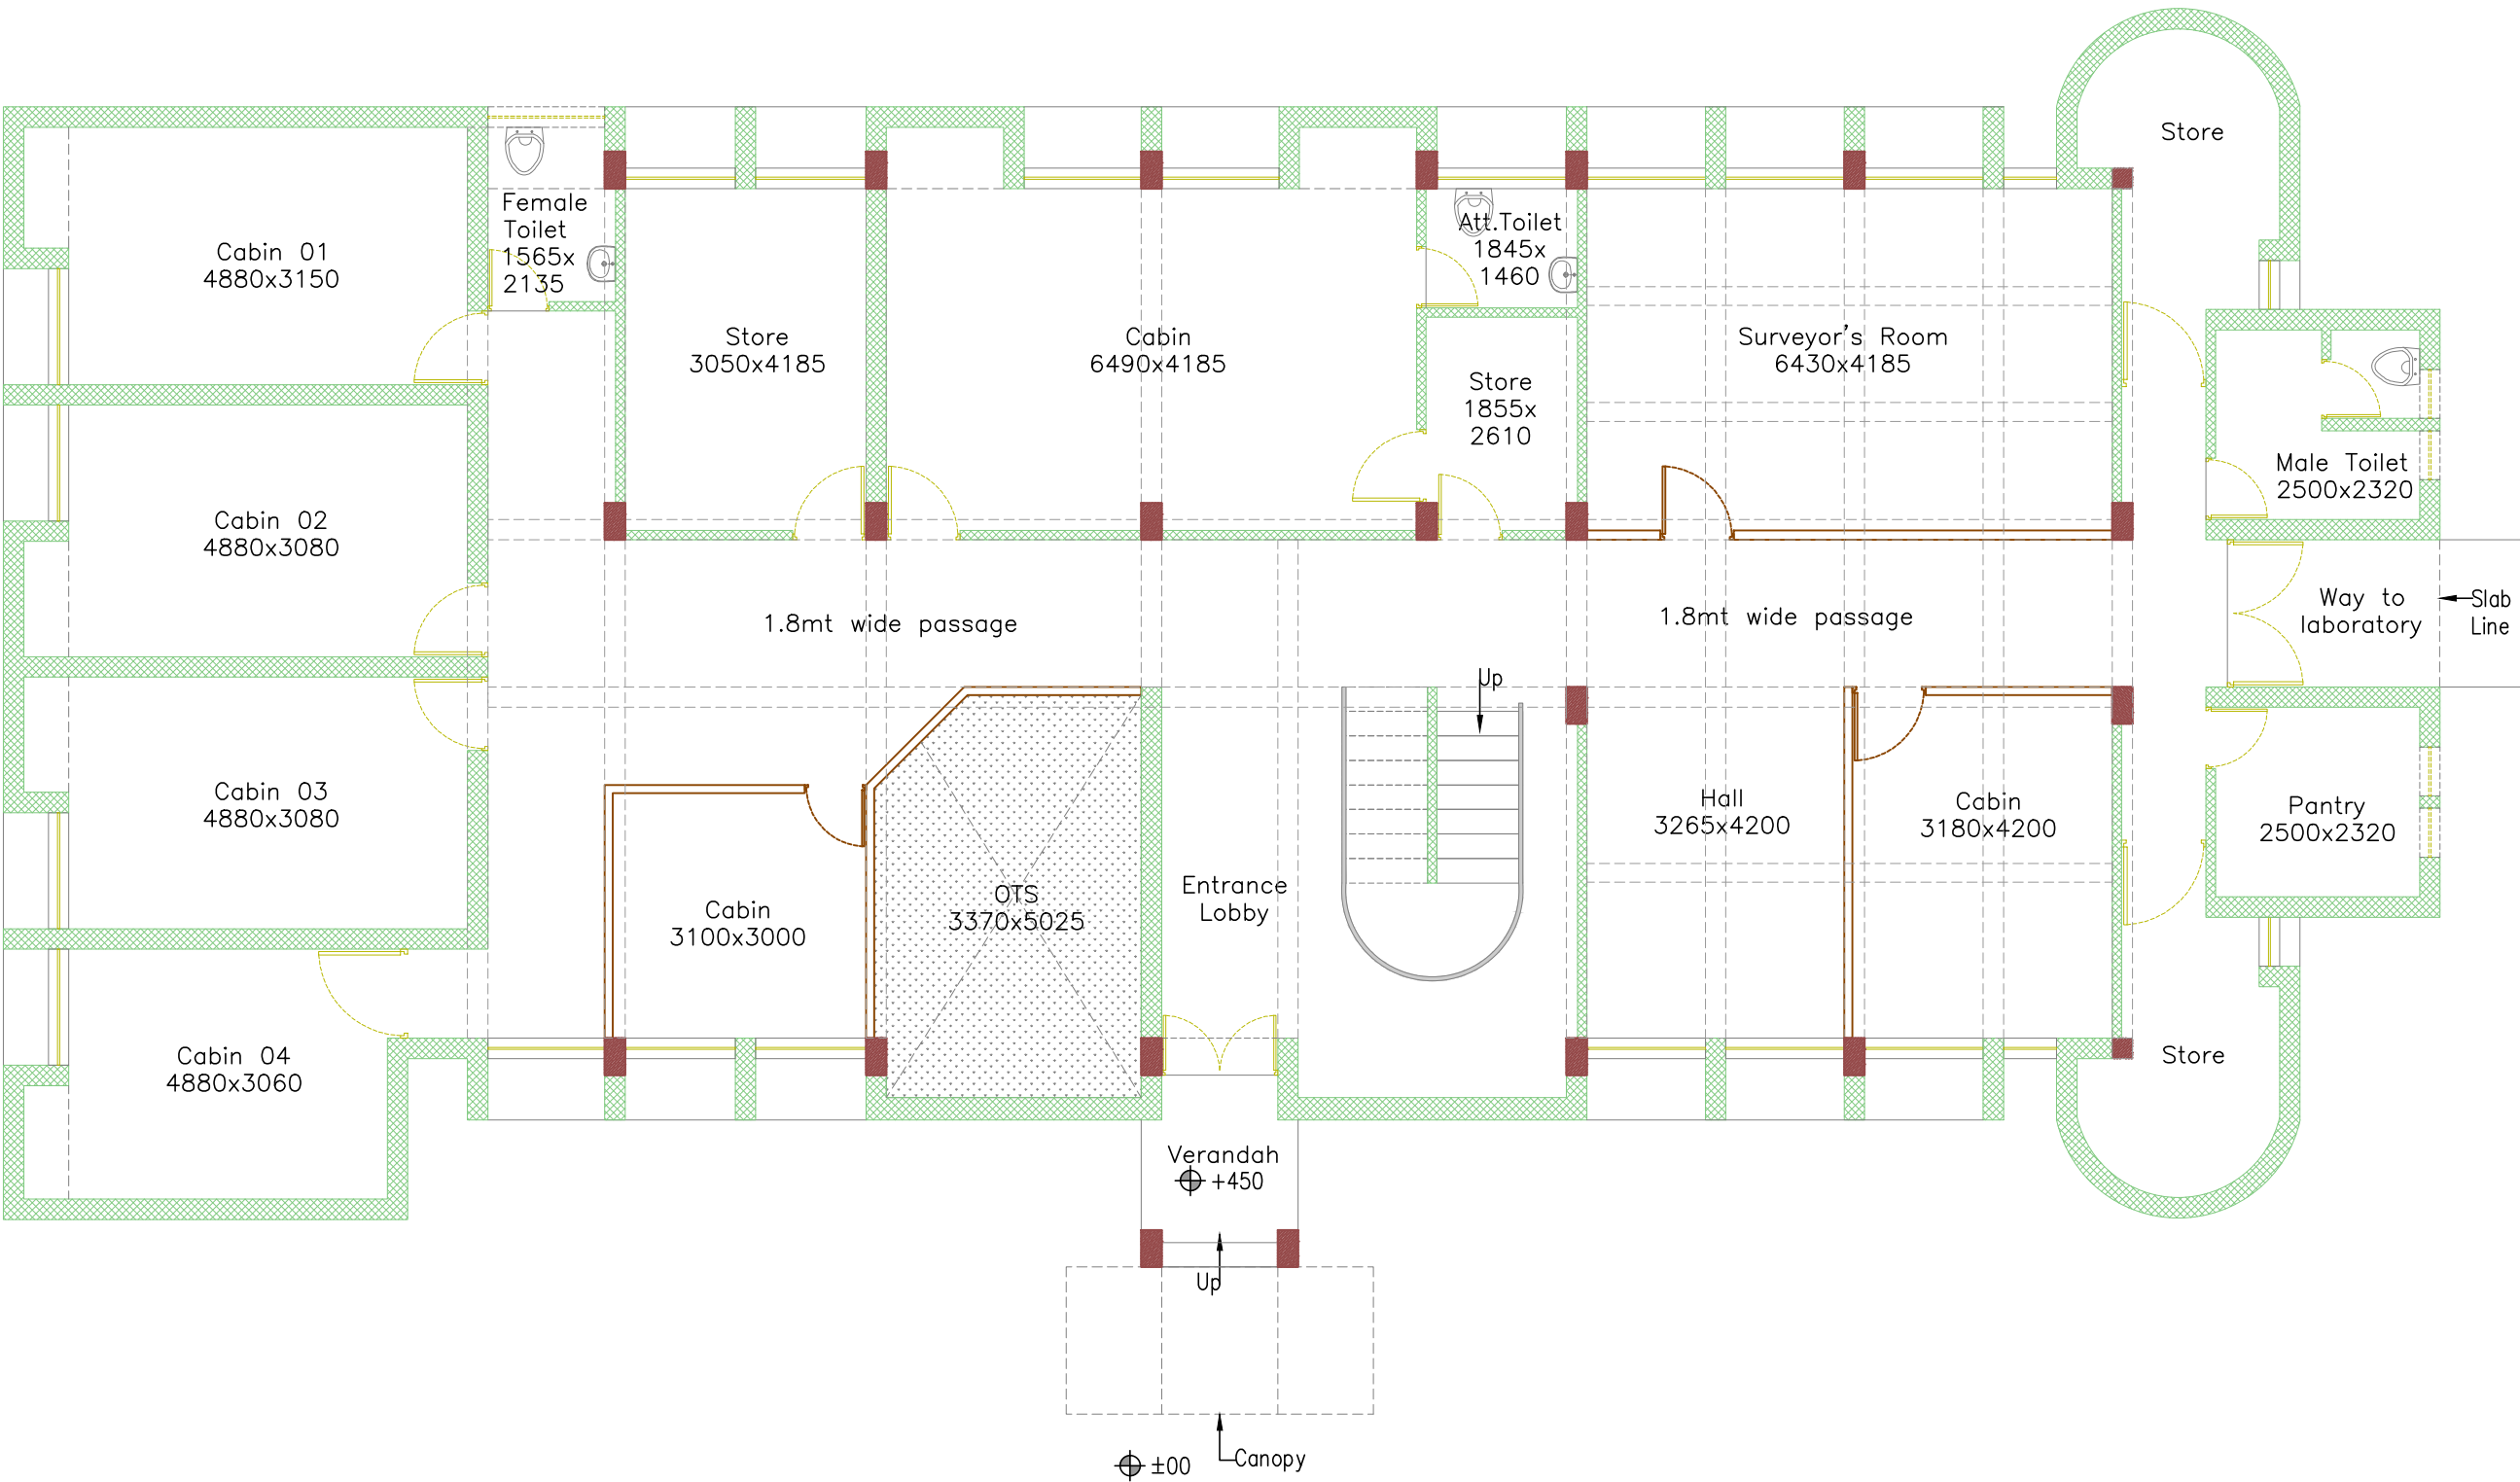 Store
Female
Toilet
1565x
2135
Att.Toilet
1845x
1460
Cabin 01
4880x3150
Store
3050x4185
Cabin
6490x4185
Surveyor's Room
6430x4185
Store
1855x
2610
Male Toilet
2500x2320
Cabin 02
4880x3080
1.8mt wide passage
1.8mt wide passage
Way to
laboratory
Slab
Line
Up
Cabin 03
4880x3080
Hall
3265x4200
Cabin
3180x4200
Pantry
2500x2320
Entrance
Lobby
OTS
3370x5025
Cabin
3100x3000
Cabin 04
4880x3060
Store
Verandah
+450
Up
Canopy
±00